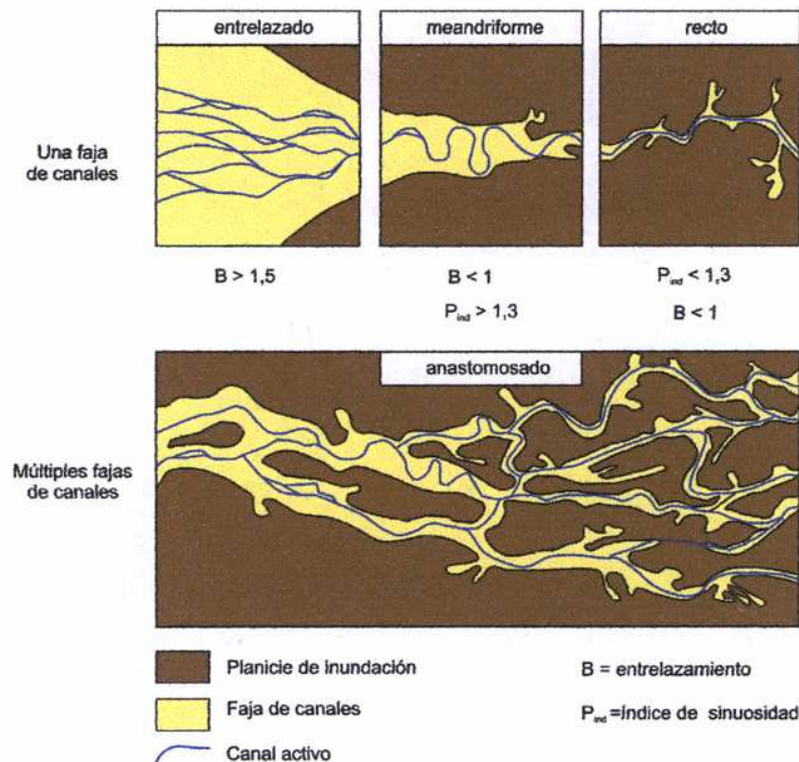 entrelazado
meandriforme
recto
Una faja
de canales
B > 1,5
B < 1
P_ind < 1,3
P_ind > 1,3
B < 1
anastomosado
Múltiples fajas
de canales
Planicie de inundación
B = entrelazamiento
Faja de canales
P_ind =índice de sinuosidad
Canal activo